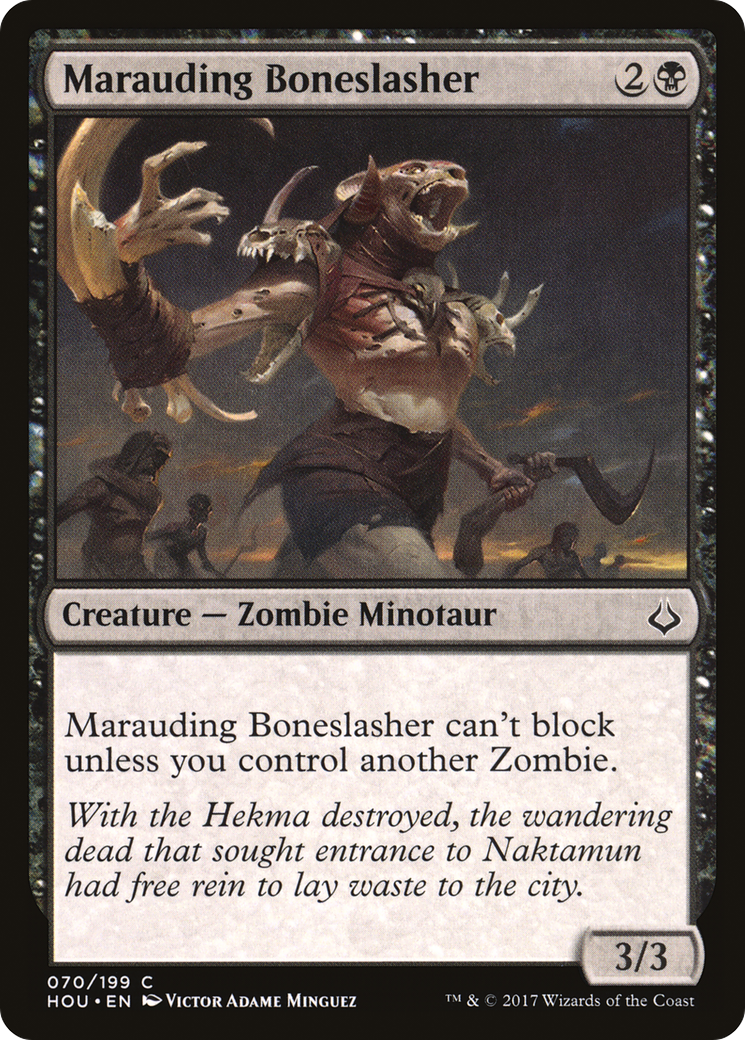 Marauding Boneslasher 2
Creature — Zombie Minotaur
Marauding Boneslasher can't block
unless you control another Zombie.
With the Hekma destroyed, the wandering
dead that sought entrance to Naktamun
had free rein to lay waste to the city.
3/3
070/199 C
HOU • EN Victor Adame Minguez ™ & © 2017 Wizards of the Coast